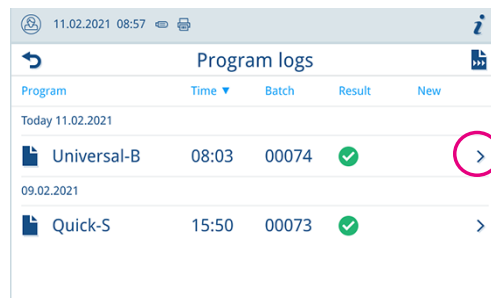 11.02.2021 08:57 i
Program logs
Program Time ▼ Batch Result New
Today 11.02.2021
Universal-B 08:03 00074
09.02.2021
Quick-S 15:50 00073